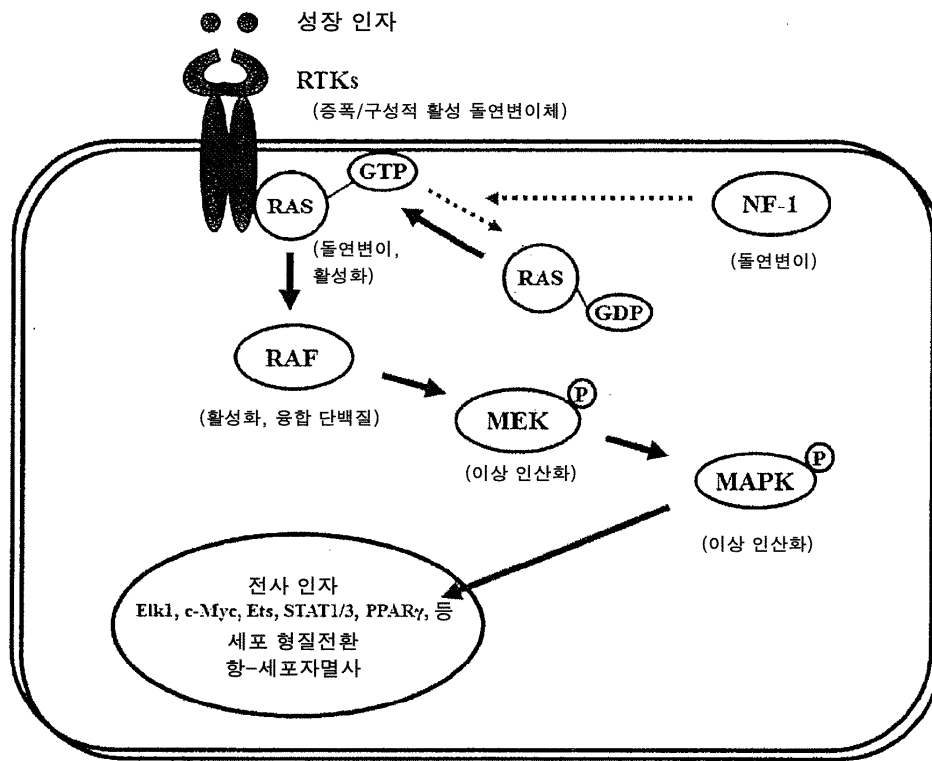 성장 인자
RTKs
(증폭/구성적 활성 돌연변이체)
GTP
RAS
NF-1
(돌연변이,
활성화)
(돌연변이)
RAS
GDP
RAF
(활성화, 융합 단백질)
P
MEK
(이상 인산화)
P
MAPK
(이상 인산화)
전사 인자
Elk1, c-Myc, Ets, STAT1/3, PPARγ, 등
세포 형질전환
항-세포자멸사